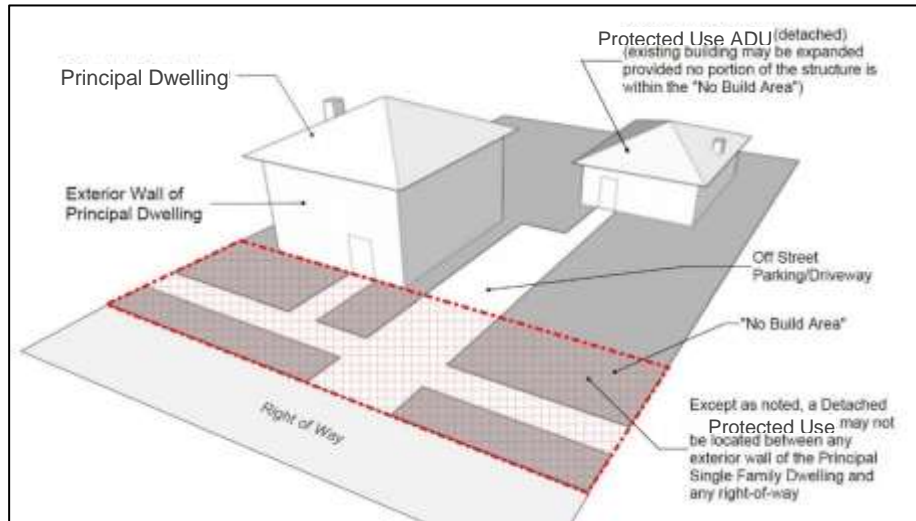 Protected Use ADU (detached)
(existing building may be expanded
provided no portion of the structure is
within the "No Build Area")
Principal Dwelling
Exterior Wall of
Principal Dwelling
Off Street
Parking/Driveway
"No Build Area"
Except as noted, a Detached
Protected Use may not
be located between any
exterior wall of the Principal
Single Family Dwelling and
any right-of-way
Right of Way